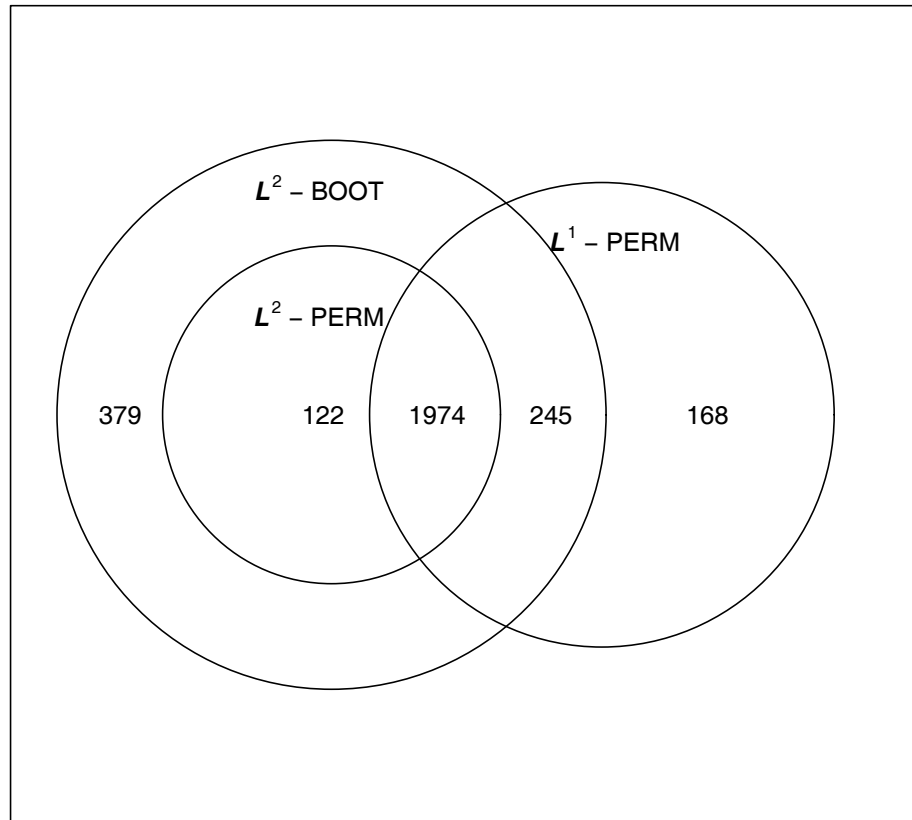 L² – BOOT
L¹ – PERM
L² – PERM
379 122 1974 245 168